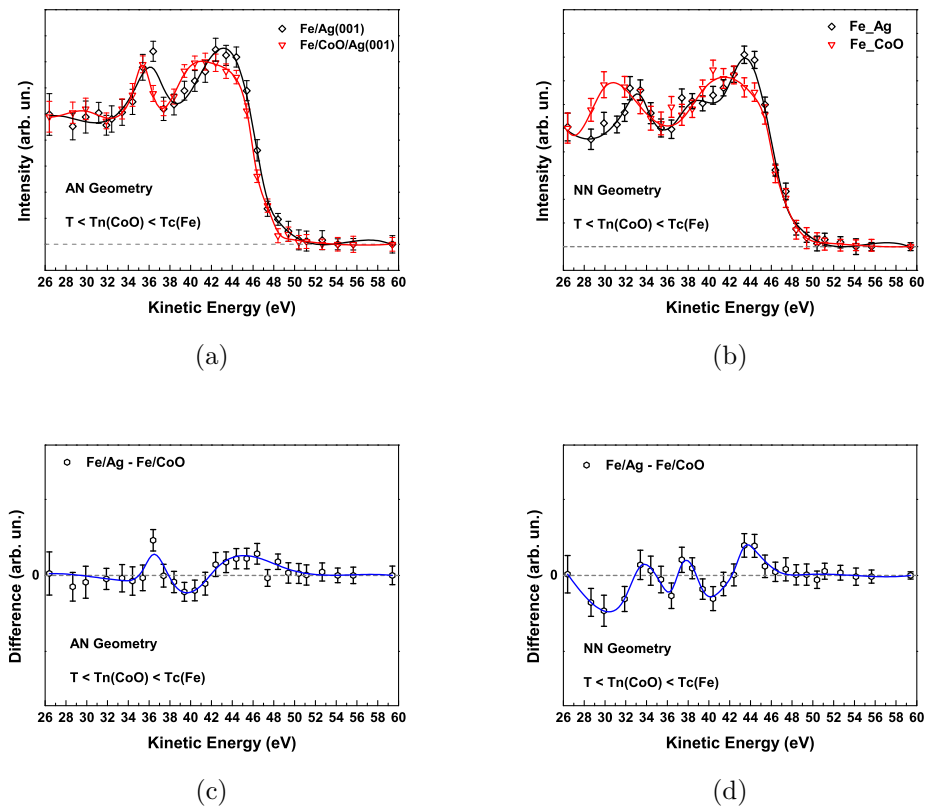 Fe/Ag(001)
Fe/CoO/Ag(001)
Intensity (arb. un.)
AN Geometry
T < Tn(CoO) < Tc(Fe)
26 28 30 32 34 36 38 40 42 44 46 48 50 52 54 56 58 60
Kinetic Energy (eV)
(a)
Fe_Ag
Fe_CoO
Intensity (arb. un.)
NN Geometry
T < Tn(CoO) < Tc(Fe)
26 28 30 32 34 36 38 40 42 44 46 48 50 52 54 56 58 60
Kinetic Energy (eV)
(b)
Fe/Ag - Fe/CoO
Difference (arb. un.)
0
AN Geometry
T < Tn(CoO) < Tc(Fe)
26 28 30 32 34 36 38 40 42 44 46 48 50 52 54 56 58 60
Kinetic Energy (eV)
(c)
Fe/Ag - Fe/CoO
Difference (arb. un.)
0
NN Geometry
T < Tn(CoO) < Tc(Fe)
26 28 30 32 34 36 38 40 42 44 46 48 50 52 54 56 58 60
Kinetic Energy (eV)
(d)